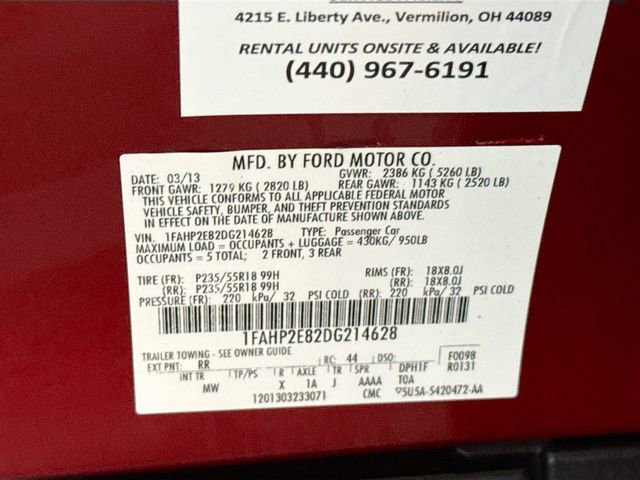 4215 E. Liberty Ave., Vermilion, OH 44089
RENTAL UNITS ONSITE & AVAILABLE!
(440) 967-6191
MFD. BY FORD MOTOR CO.
DATE: 03/13 GVWR: 2386 KG ( 5260 LB)
FRONT GAWR: 1279 KG ( 2820 LB) REAR GAWR: 1143 KG ( 2520 LB)
THIS VEHICLE CONFORMS TO ALL APPLICABLE FEDERAL MOTOR
VEHICLE SAFETY, BUMPER, AND THEFT PREVENTION STANDARDS
IN EFFECT ON THE DATE OF MANUFACTURE SHOWN ABOVE.
VIN: 1FAHP2E82DG214628 TYPE: Passenger Car
MAXIMUM LOAD = OCCUPANTS + LUGGAGE = 430KG/ 950LB
OCCUPANTS = 5 TOTAL; 2 FRONT, 3 REAR
TIRE (FR): P235/55R18 99H RIMS (FR): 18X8.0J
(RR): P235/55R18 99H (RR): 18X8.0J
PRESSURE (FR): 220 kPa/ 32 PSI COLD (RR): 220 kPa/ 32 PSI COLD
1FAHP2E82DG214628
TRAILER TOWING - SEE OWNER GUIDE
EXT PNT: RR RC: 44 DSO: F0098
INT TR TP/PS R AXLE TR SPR DPH1F R0131
MW X 1A J AAAA TOA
1201303233071 CMC 5U5A-5420472-AA